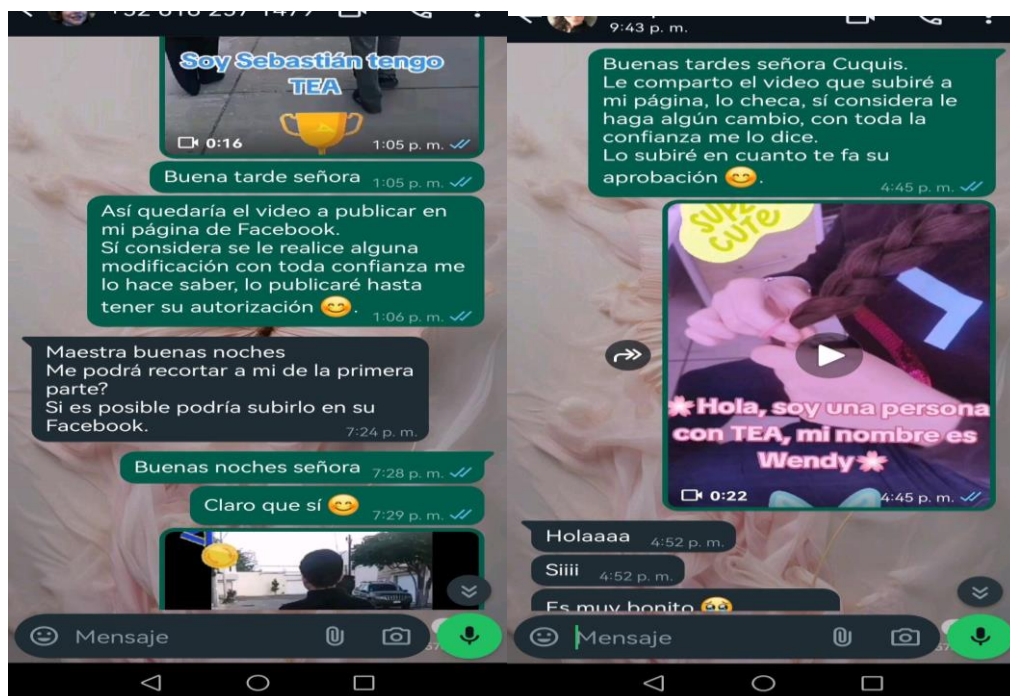 Soy Sebastián tengo
TEA
0:16
1:05 p. m.
Buena tarde señora 1:05 p. m.
Así quedaría el video a publicar en
mi página de Facebook.
Sí considera se le realice alguna
modificación con toda confianza me
lo hace saber, lo publicaré hasta
tener su autorización 😊.
1:06 p. m.
Maestra buenas noches
Me podrá recortar a mi de la primera
parte?
Si es posible podría subirlo en su
Facebook.
7:24 p. m.
Buenas noches señora 7:28 p. m.
Claro que sí 😊 7:29 p. m.
Mensaje
9:43 p. m.
Buenas tardes señora Cuquis.
Le comparto el video que subiré a
mi página, lo checa, sí considera le
haga algún cambio, con toda la
confianza me lo dice.
Lo subiré en cuanto te fa su
aprobación 😊.
4:45 p. m.
SUPER
CUTE
🌸Hola, soy una persona
con TEA, mi nombre es
Wendy🌸
0:22
4:45 p. m.
Holaaaa 4:52 p. m.
Siiii 4:52 p. m.
Es muy bonito 🥹
Mensaje